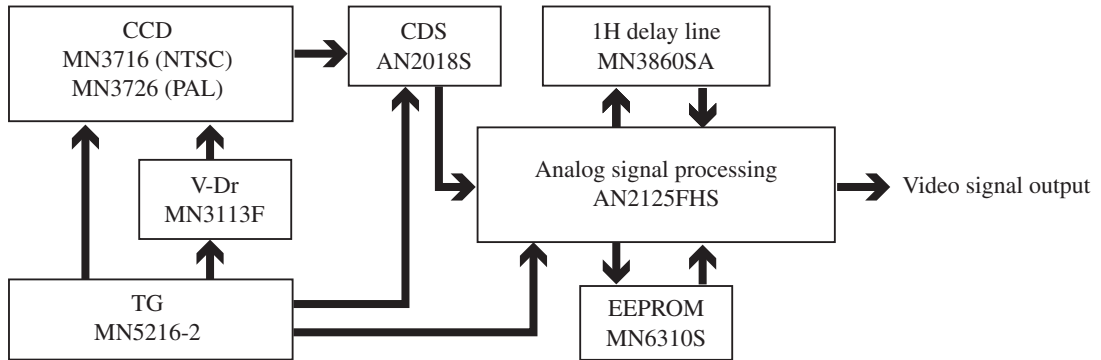 CCD
MN3716 (NTSC)
MN3726 (PAL)
CDS
AN2018S
1H delay line
MN3860SA
V-Dr
MN3113F
Analog signal processing
AN2125FHS
Video signal output
TG
MN5216-2
EEPROM
MN6310S